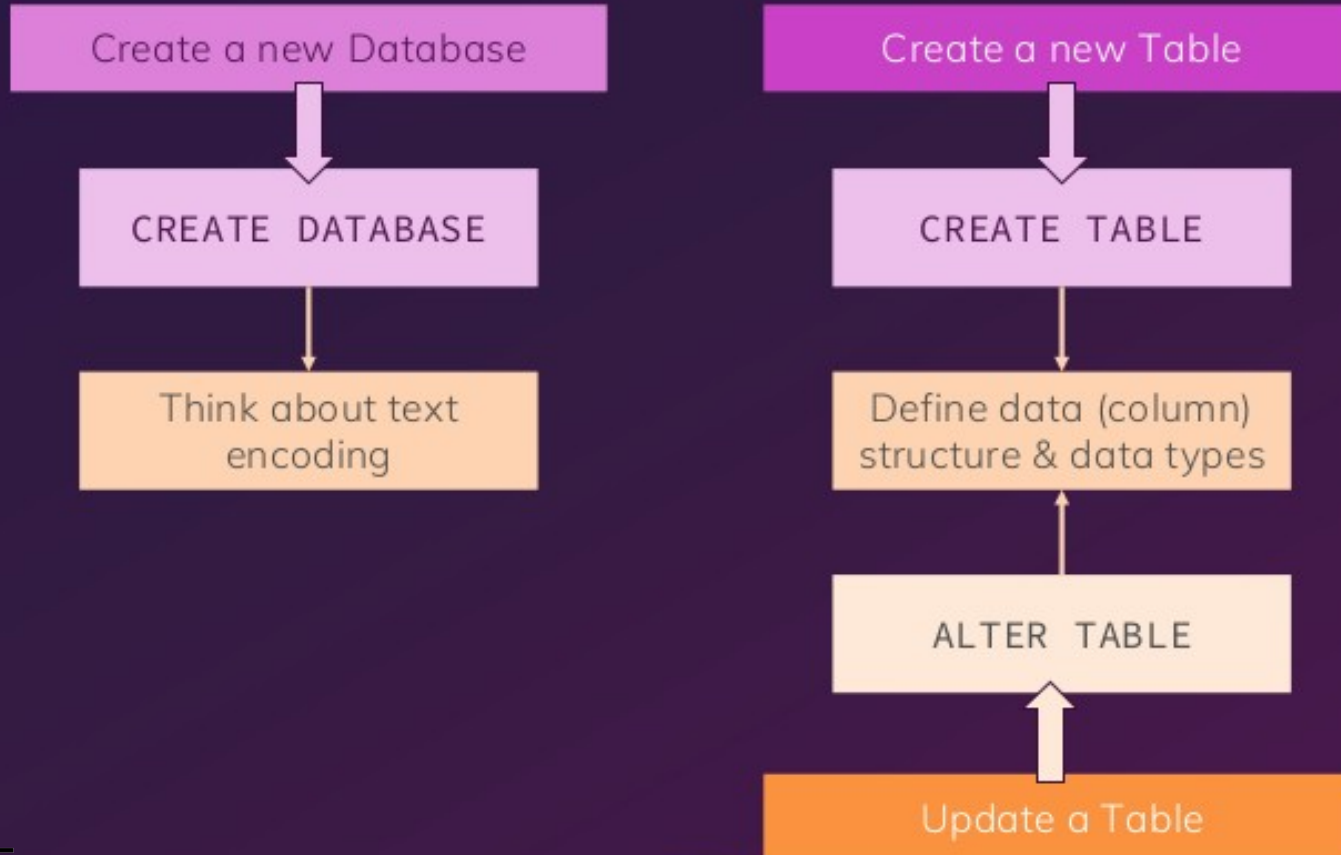 Create a new Database
CREATE DATABASE
Think about text
encoding
Create a new Table
CREATE TABLE
Define data (column)
structure & data types
ALTER TABLE
Update a Table